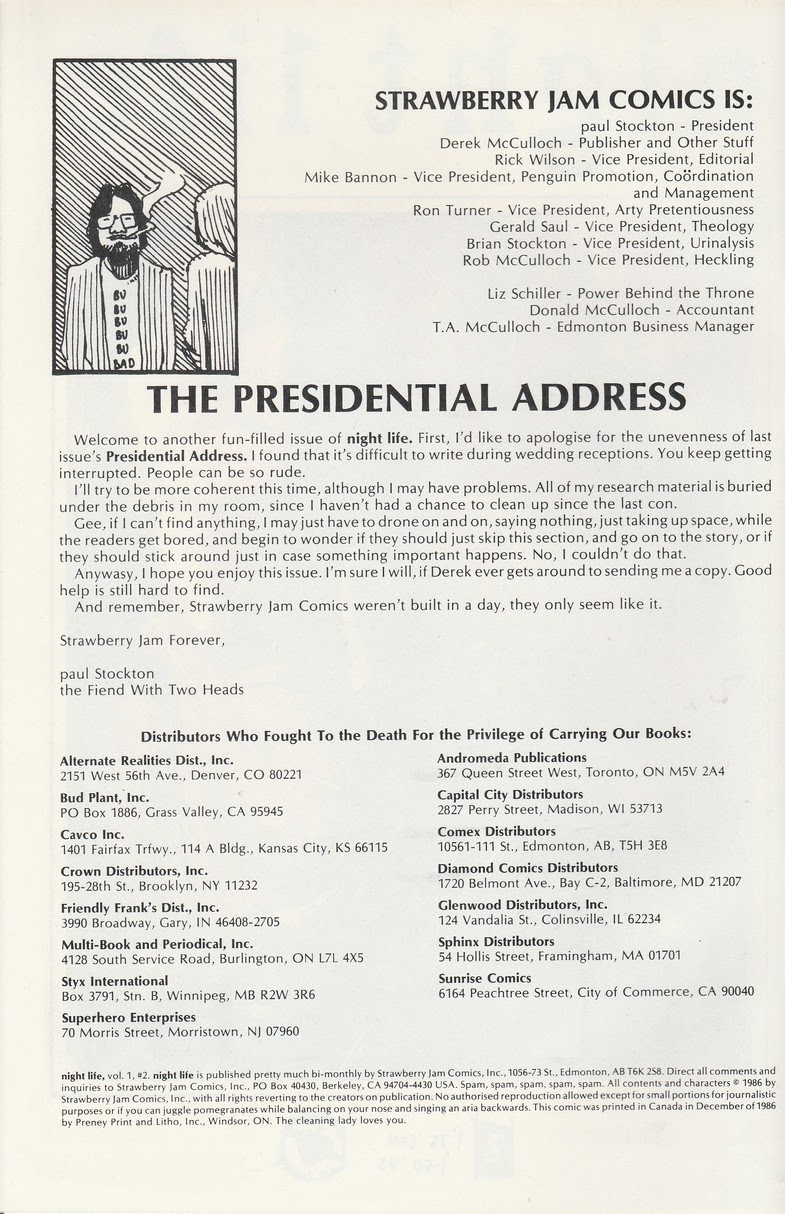 BU
BU
BU
BU
BU
BAD
STRAWBERRY JAM COMICS IS:
paul Stockton - President
Derek McCulloch - Publisher and Other Stuff
Rick Wilson - Vice President, Editorial
Mike Bannon - Vice President, Penguin Promotion, Coördination
and Management
Ron Turner - Vice President, Arty Pretentiousness
Gerald Saul - Vice President, Theology
Brian Stockton - Vice President, Urinalysis
Rob McCulloch - Vice President, Heckling
Liz Schiller - Power Behind the Throne
Donald McCulloch - Accountant
T.A. McCulloch - Edmonton Business Manager
THE PRESIDENTIAL ADDRESS
Welcome to another fun-filled issue of night life. First, I'd like to apologise for the unevenness of last
issue's Presidential Address. I found that it's difficult to write during wedding receptions. You keep getting
interrupted. People can be so rude.
I'll try to be more coherent this time, although I may have problems. All of my research material is buried
under the debris in my room, since I haven't had a chance to clean up since the last con.
Gee, if I can't find anything, I may just have to drone on and on, saying nothing, just taking up space, while
the readers get bored, and begin to wonder if they should just skip this section, and go on to the story, or if
they should stick around just in case something important happens. No, I couldn't do that.
Anywasy, I hope you enjoy this issue. I'm sure I will, if Derek ever gets around to sending me a copy. Good
help is still hard to find.
And remember, Strawberry Jam Comics weren't built in a day, they only seem like it.
Strawberry Jam Forever,
paul Stockton
the Fiend With Two Heads
Distributors Who Fought To the Death For the Privilege of Carrying Our Books:
Alternate Realities Dist., Inc.
2151 West 56th Ave., Denver, CO 80221
Bud Plant, Inc.
PO Box 1886, Grass Valley, CA 95945
Cavco Inc.
1401 Fairfax Trfwy., 114 A Bldg., Kansas City, KS 66115
Crown Distributors, Inc.
195-28th St., Brooklyn, NY 11232
Friendly Frank's Dist., Inc.
3990 Broadway, Gary, IN 46408-2705
Multi-Book and Periodical, Inc.
4128 South Service Road, Burlington, ON L7L 4X5
Styx International
Box 3791, Stn. B, Winnipeg, MB R2W 3R6
Superhero Enterprises
70 Morris Street, Morristown, NJ 07960
Andromeda Publications
367 Queen Street West, Toronto, ON M5V 2A4
Capital City Distributors
2827 Perry Street, Madison, WI 53713
Comex Distributors
10561-111 St., Edmonton, AB, T5H 3E8
Diamond Comics Distributors
1720 Belmont Ave., Bay C-2, Baltimore, MD 21207
Glenwood Distributors, Inc.
124 Vandalia St., Colinsville, IL 62234
Sphinx Distributors
54 Hollis Street, Framingham, MA 01701
Sunrise Comics
6164 Peachtree Street, City of Commerce, CA 90040
night life, vol. 1, #2. night life is published pretty much bi-monthly by Strawberry Jam Comics, Inc., 1056-73 St., Edmonton, AB T6K 2S8. Direct all comments and
inquiries to Strawberry Jam Comics, Inc., PO Box 40430, Berkeley, CA 94704-4430 USA. Spam, spam, spam, spam, spam. All contents and characters © 1986 by
Strawberry Jam Comics, Inc., with all rights reverting to the creators on publication. No authorised reproduction allowed except for small portions for journalistic
purposes or if you can juggle pomegranates while balancing on your nose and singing an aria backwards. This comic was printed in Canada in December of 1986
by Preney Print and Litho, Inc., Windsor, ON. The cleaning lady loves you.